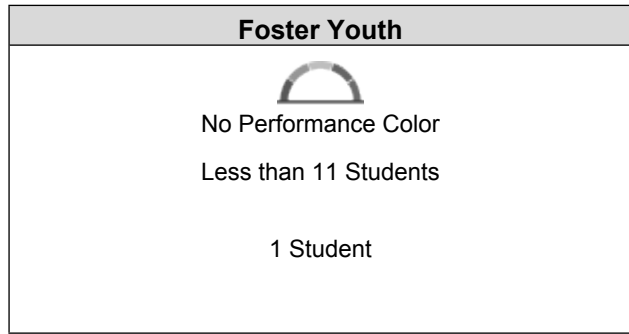 Foster Youth
No Performance Color
Less than 11 Students
1 Student